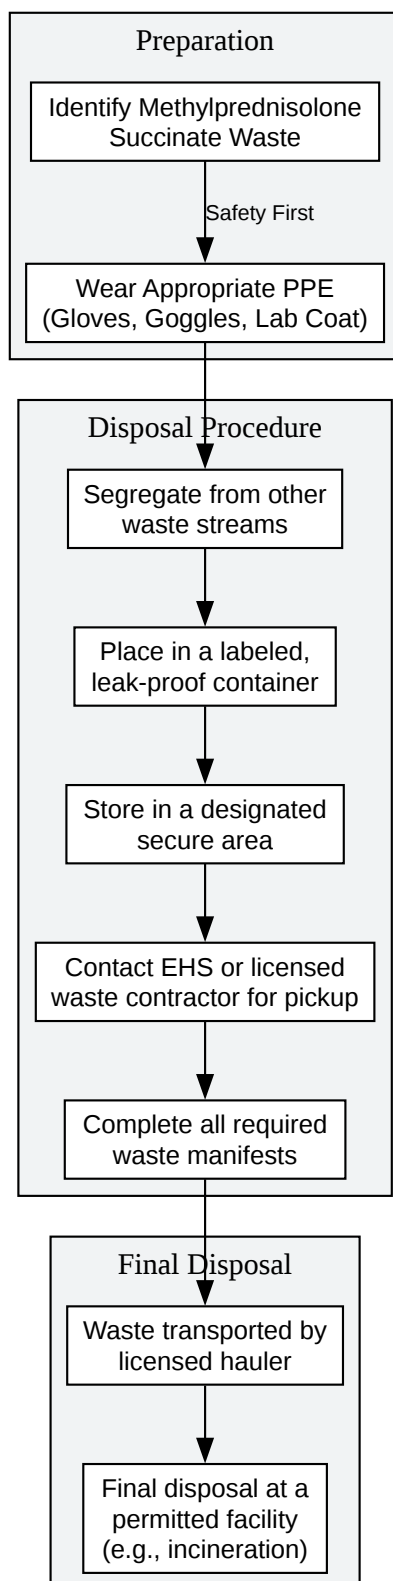 Preparation
Identify Methylprednisolone
Succinate Waste
Safety First
Wear Appropriate PPE
(Gloves, Goggles, Lab Coat)
Disposal Procedure
Segregate from other
waste streams
Place in a labeled,
leak-proof container
Store in a designated
secure area
Contact EHS or licensed
waste contractor for pickup
Complete all required
waste manifests
Final Disposal
Waste transported by
licensed hauler
Final disposal at a
permitted facility
(e.g., incineration)